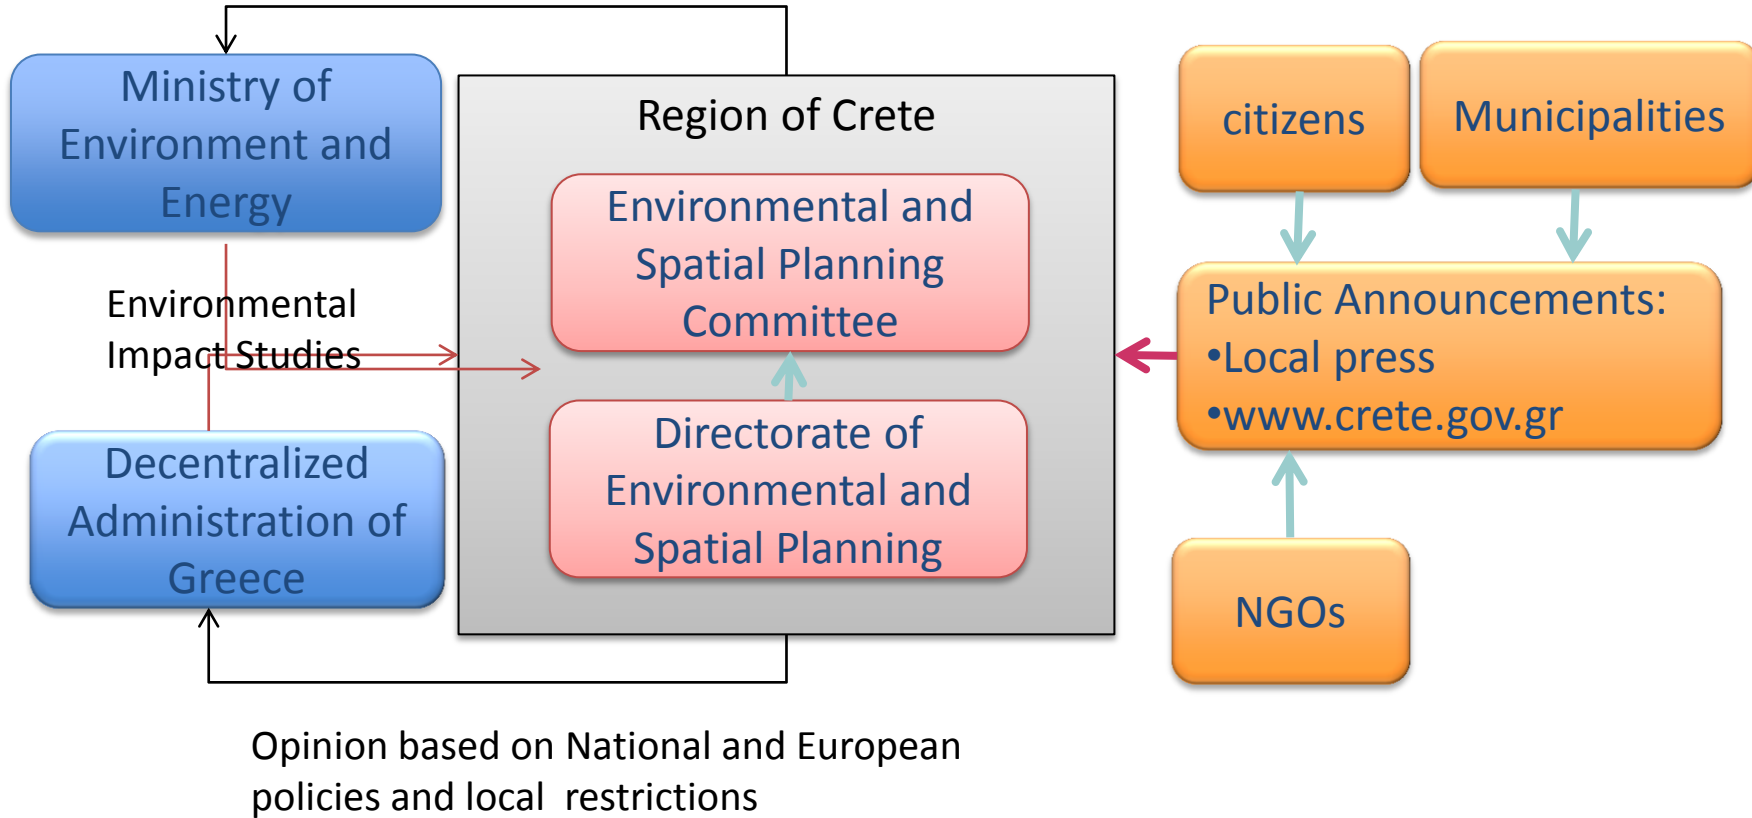 Ministry of
Environment and
Energy
Region of Crete
Environmental and
Spatial Planning
Committee
Directorate of
Environmental and
Spatial Planning
Environmental
Impact Studies
Decentralized
Administration of
Greece
Opinion based on National and European
policies and local  restrictions
citizens
Municipalities
Public Announcements:
•Local press
•www.crete.gov.gr
NGOs